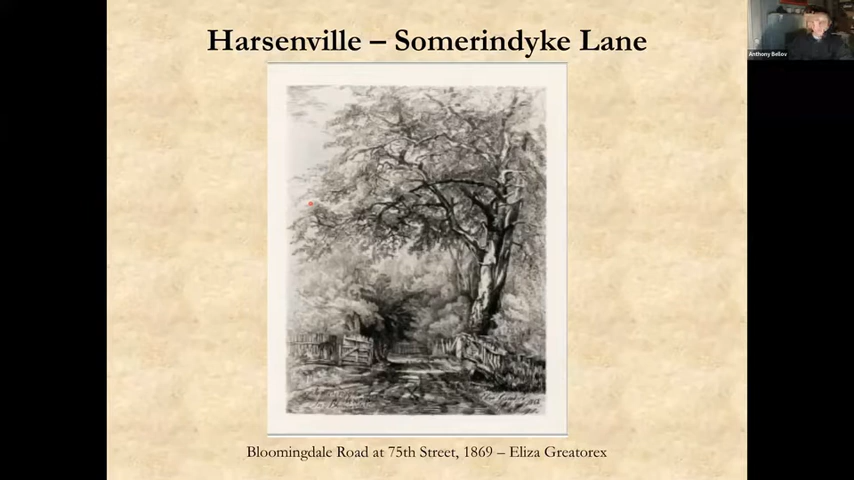 Harsenville – Somerindyke Lane
Anthony Bellov
Bloomingdale Road at 75th Street, 1869 – Eliza Greatorex